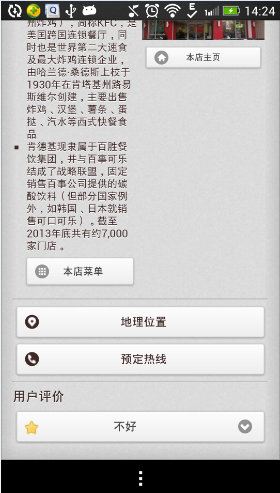 14:24
州炸鸡），简称KFC，是
美国跨国连锁餐厅，同
时也是世界第二大速食
及最大炸鸡连锁企业，
由哈兰德·桑德斯上校于
1930年在肯塔基州路易
斯维尔创建，主要出售
炸鸡、汉堡、薯条、蛋
挞、汽水等西式快餐食
品
本店主页
肯德基现隶属于百胜餐
饮集团，并与百事可乐
结成了战略联盟，固定
销售百事公司提供的碳
酸饮料（但部分国家例
外，如韩国、日本就销
售可口可乐）。截至
2013年底共有约7,000
家门店 。
本店菜单
地理位置
预定热线
用户评价
不好